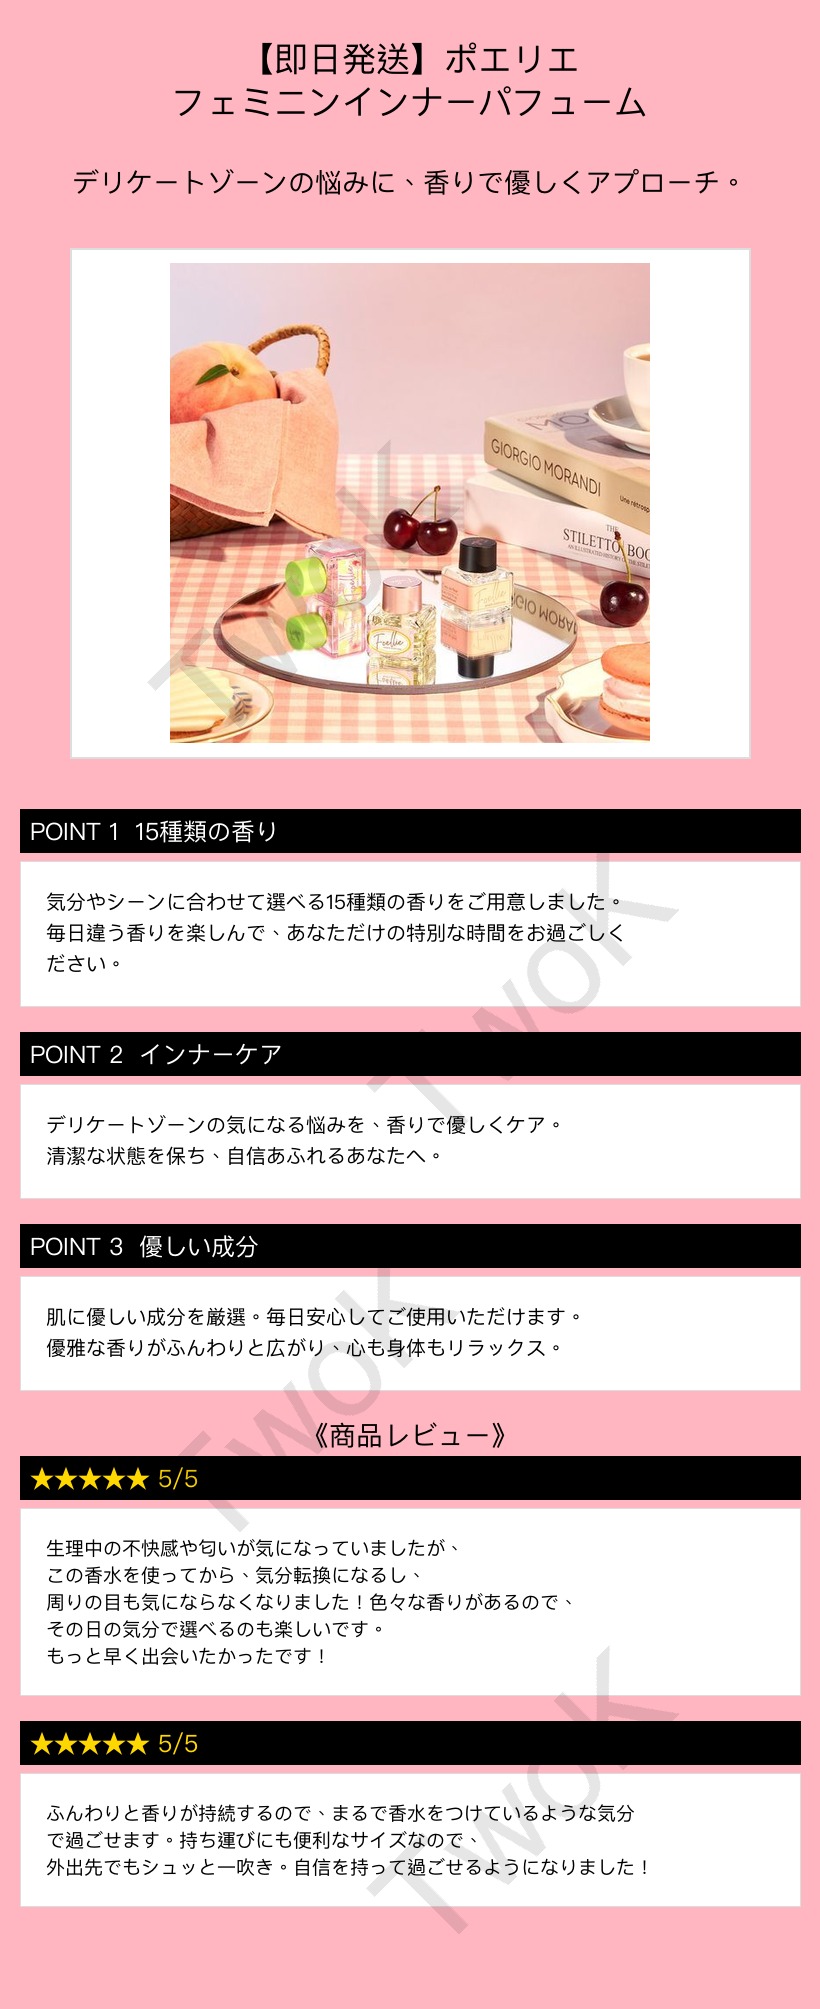 【即日発送】ポエリエ
フェミニンインナーパフューム
デリケートゾーンの悩みに、香りで優しくアプローチ。
GIORGIO MORANDI
Une rétrosp
THE
STILETTO BOO
Foellie
Foellie
Foellie
POINT 1 15種類の香り
気分やシーンに合わせて選べる15種類の香りをご用意しました。
毎日違う香りを楽しんで、あなただけの特別な時間をお過ごしく
ださい。
POINT 2 インナーケア
デリケートゾーンの気になる悩みを、香りで優しくケア。
清潔な状態を保ち、自信あふれるあなたへ。
POINT 3 優しい成分
肌に優しい成分を厳選。毎日安心してご使用いただけます。
優雅な香りがふんわりと広がり、心も身体もリラックス。
《商品レビュー》
★★★★★ 5/5
生理中の不快感や匂いが気になっていましたが、
この香水を使ってから、気分転換になるし、
周りの目も気にならなくなりました！色々な香りがあるので、
その日の気分で選べるのも楽しいです。
もっと早く出会いたかったです！
★★★★★ 5/5
ふんわりと香りが持続するので、まるで香水をつけているような気分
で過ごせます。持ち運びにも便利なサイズなので、
外出先でもシュッと一吹き。自信を持って過ごせるようになりました！
TwoK
TwoK
TwoK
TwoK